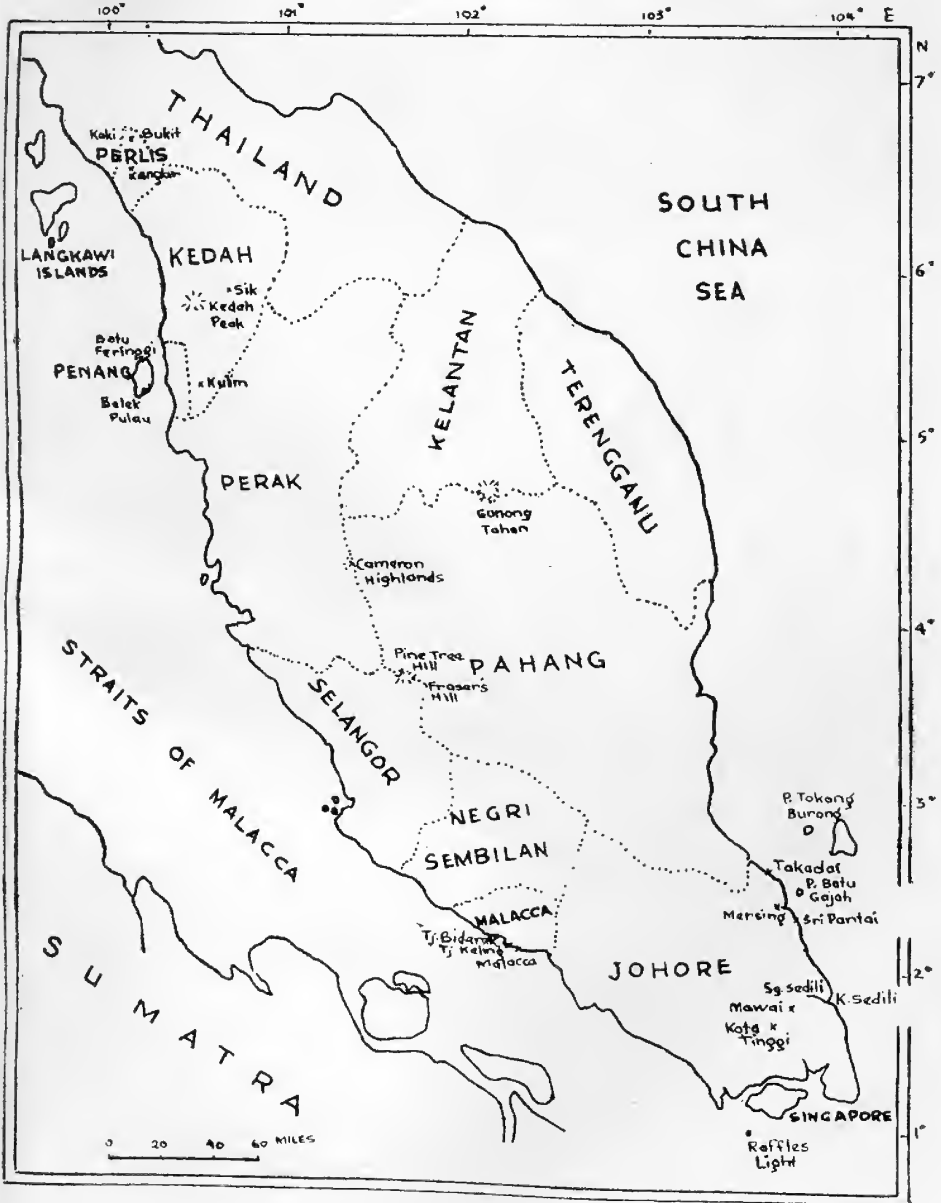 100° 101° 102° 103° 104° E
N
7°
6°
5°
4°
3°
2°
1°
THAILAND
Kaki Bukit
PERLIS
Kangar
LANGKAWI
ISLANDS
KEDAH
Sik
Kedah
Peak
Batu
Feringgi
PENANG
Balek
Pulau
Kulim
SOUTH
CHINA
SEA
KELANTAN
TERENGGANU
PERAK
Gunong
Tahan
Cameron
Highlands
Pine Tree
Hill
Frasers
Hill
PAHANG
STRAITS OF MALACCA
SELANGOR
NEGRI
SEMBILAN
MALACCA
Tj. Bidara
Tj Keling
Malacca
P. Tokong
Burong
Takadar
P. Batu
Gajah
Mersing
Sri Pantai
JOHORE
Sg. Sedili
K. Sedili
Mawai
Kota
Tinggi
SINGAPORE
Raffles
Light
SUMATRA
0 20 40 60 MILES